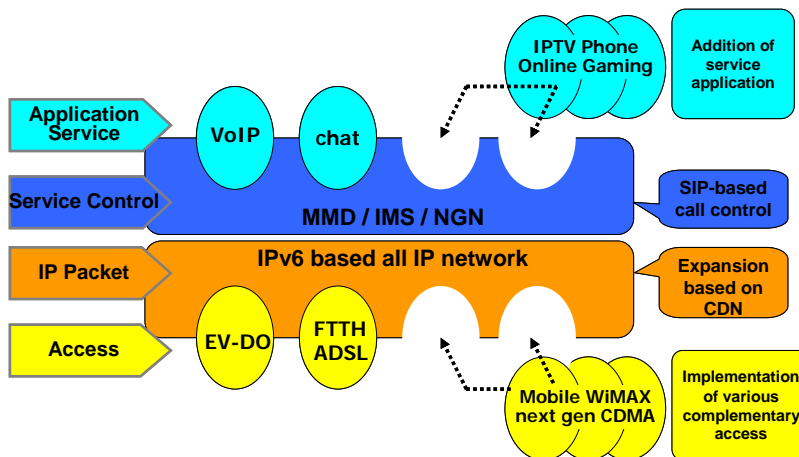 IPTV Phone
Online Gaming
Addition of
service
application
Application
Service
VoIP
chat
Service Control
MMD / IMS / NGN
SIP-based
call control
IP Packet
IPv6 based all IP network
Expansion
based on
CDN
Access
EV-DO
FTTH
ADSL
Mobile WiMAX
next gen CDMA
Implementation
of various
complementary
access